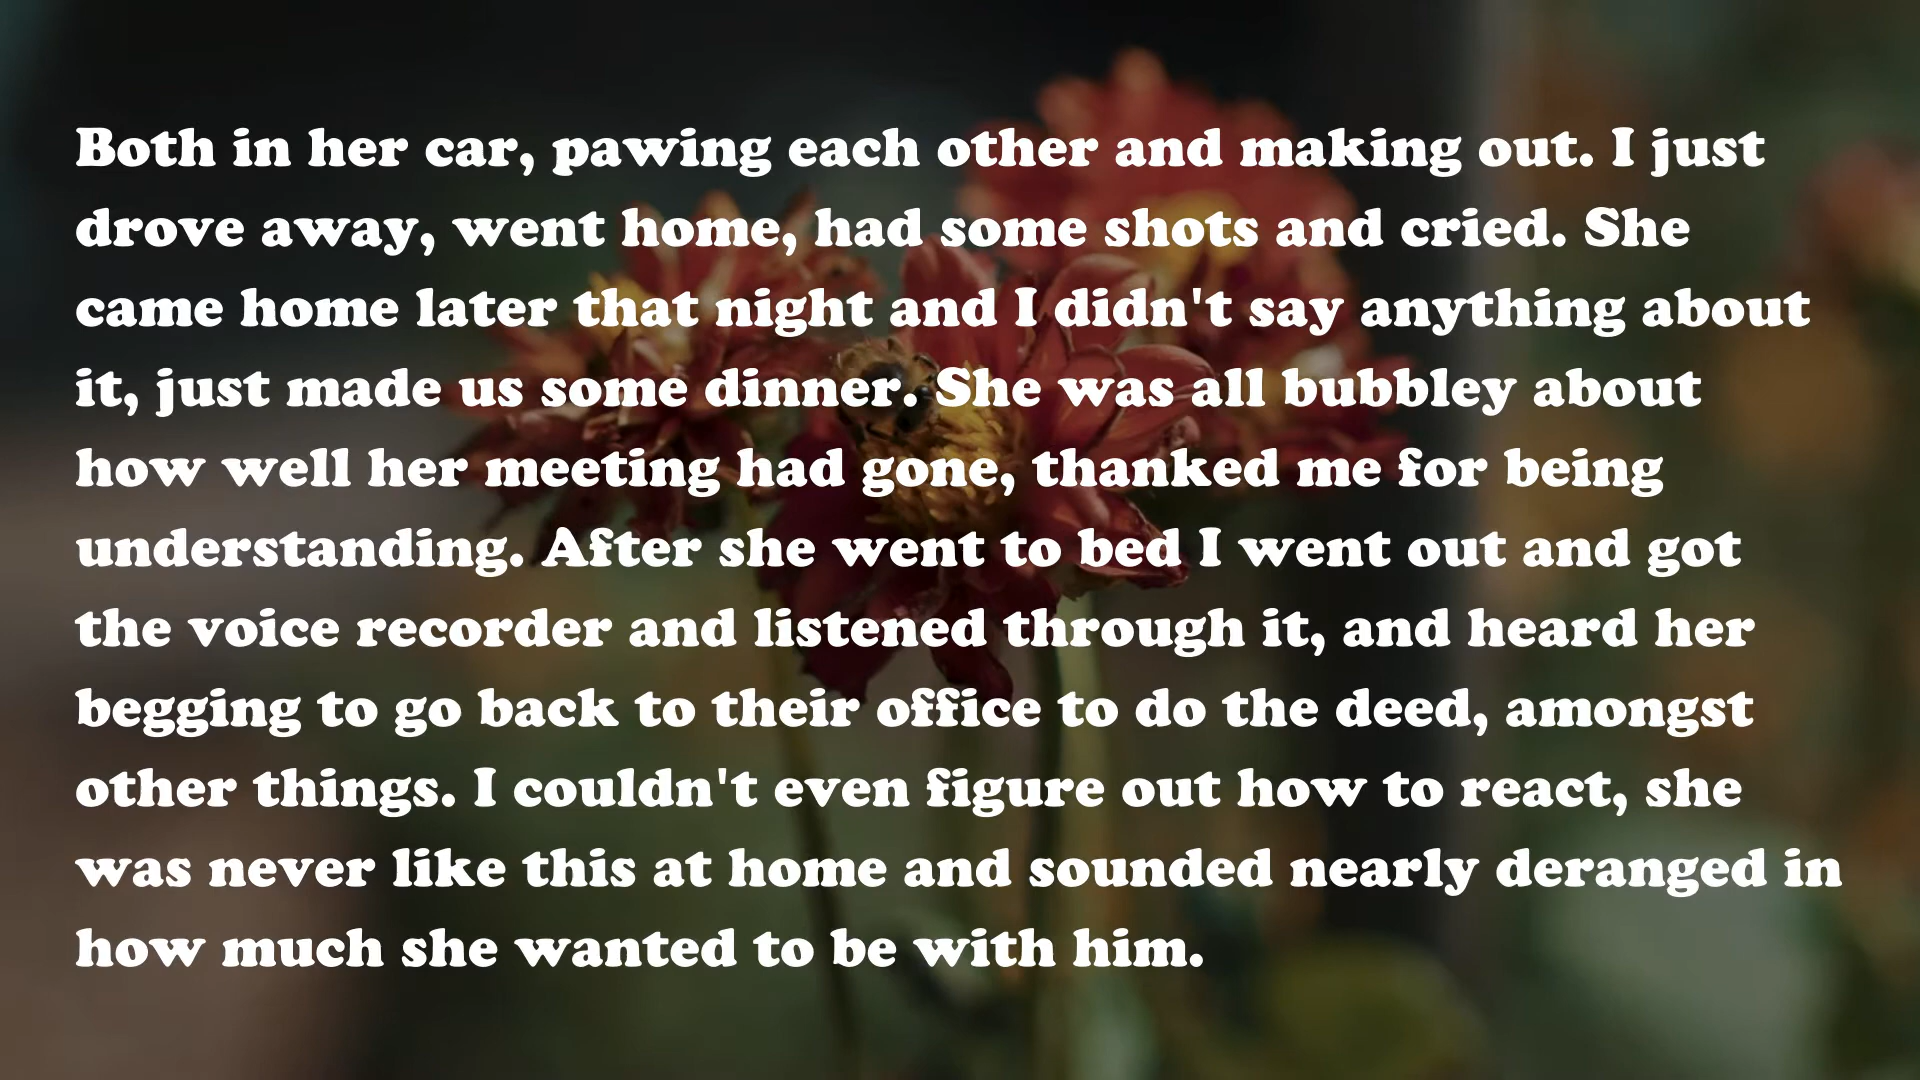 Both in her car, pawing each other and making out. I just
drove away, went home, had some shots and cried. She
came home later that night and I didn't say anything about
it, just made us some dinner. She was all bubbley about
how well her meeting had gone, thanked me for being
understanding. After she went to bed I went out and got
the voice recorder and listened through it, and heard her
begging to go back to their office to do the deed, amongst
other things. I couldn't even figure out how to react, she
was never like this at home and sounded nearly deranged in
how much she wanted to be with him.